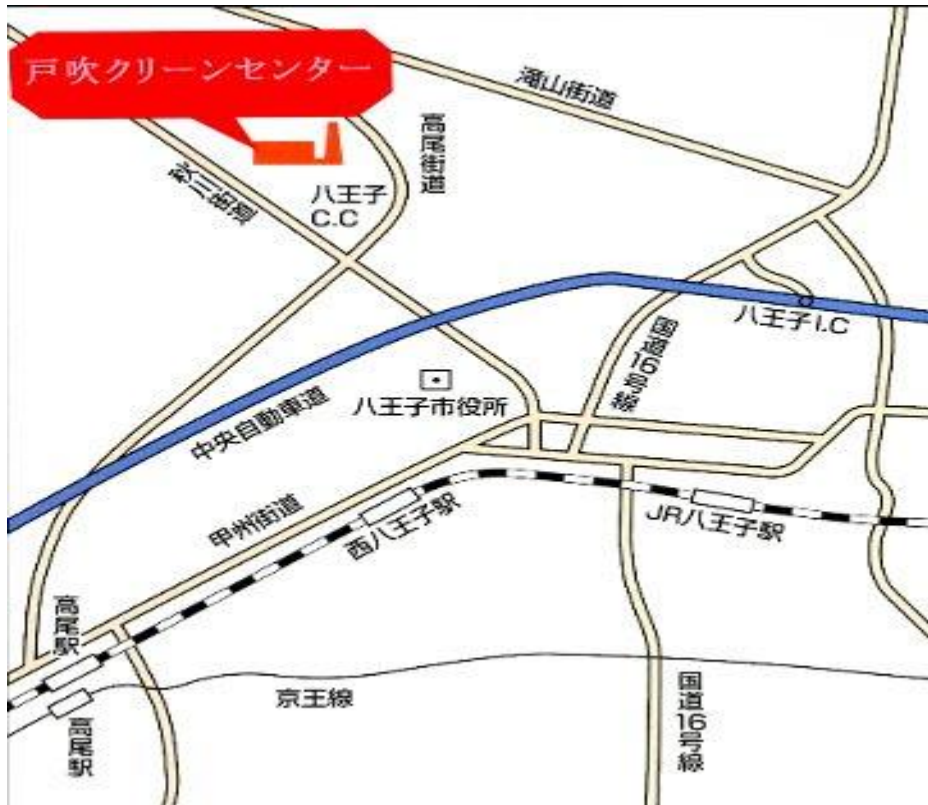 戸吹クリーンセンター
滝山街道
高尾街道
秋川街道
八王子
C.C
八王子I.C
国道16号線
八王子市役所
中央自動車道
甲州街道
西八王子駅
JR八王子駅
高尾駅
京王線
高尾駅
国道16号線